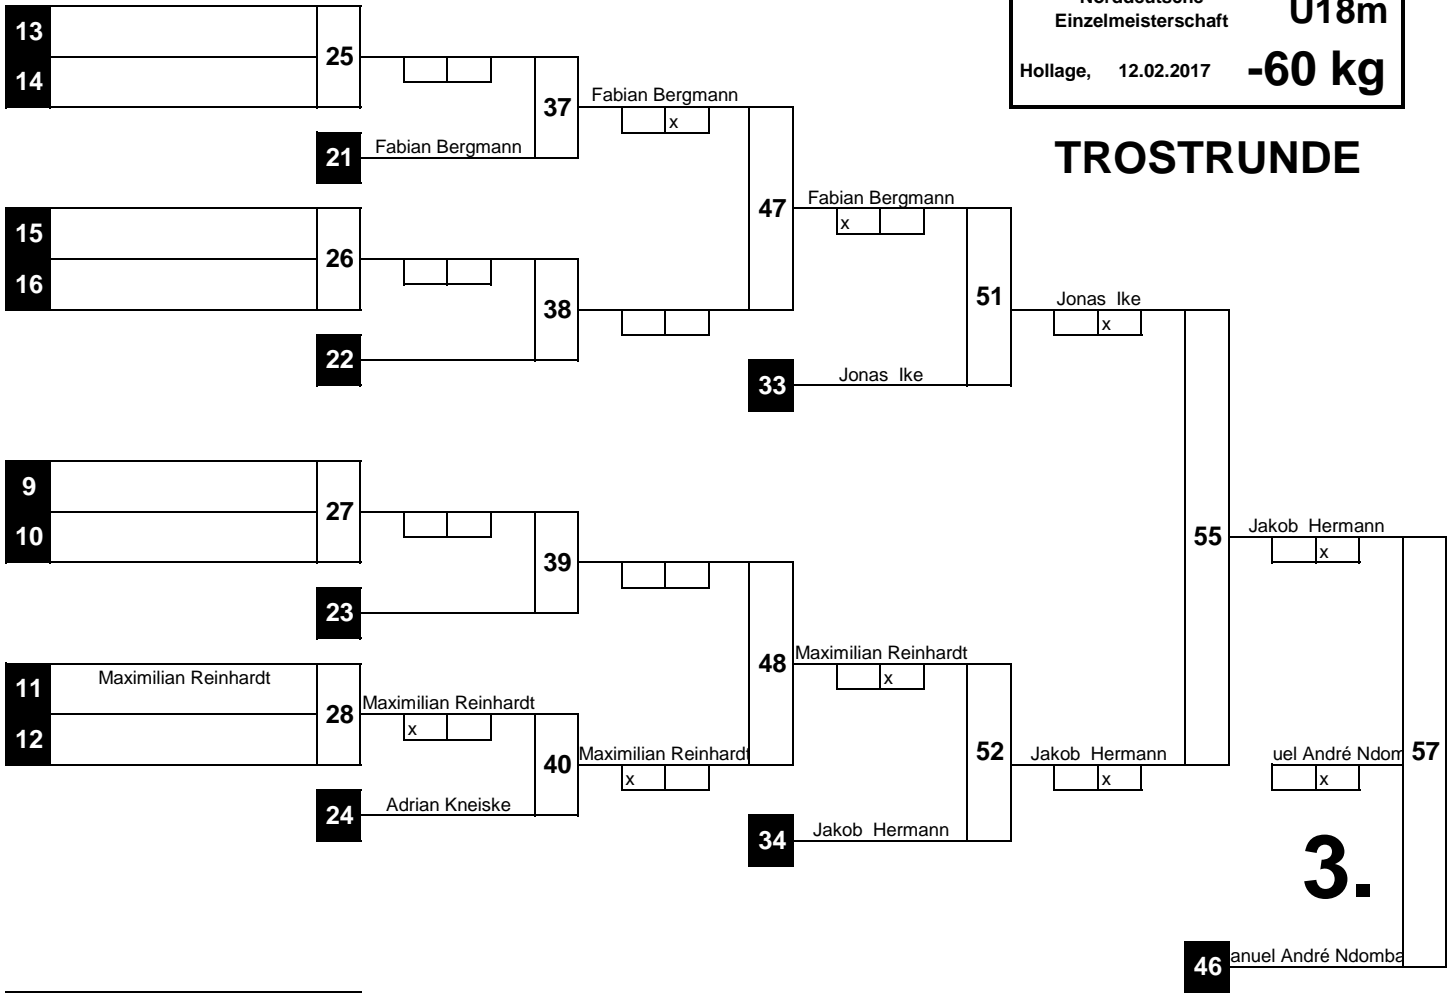 Norddeutsche
Einzelmeisterschaft
U18m
Hollage, 12.02.2017 -60 kg
TROSTRUNDE
13
14
25
21
Fabian Bergmann
37
Fabian Bergmann
x
15
16
26
22
38
47
Fabian Bergmann
x
33
Jonas Ike
51
Jonas Ike
x
9
10
27
23
39
11
Maximilian Reinhardt
12
28
Maximilian Reinhardt
x
24
Adrian Kneiske
40
Maximilian Reinhardt
x
48
Maximilian Reinhardt
x
34
Jakob Hermann
52
Jakob Hermann
x
55
Jakob Hermann
x
uel André Ndom
x
57
3.
46
anuel André Ndomba